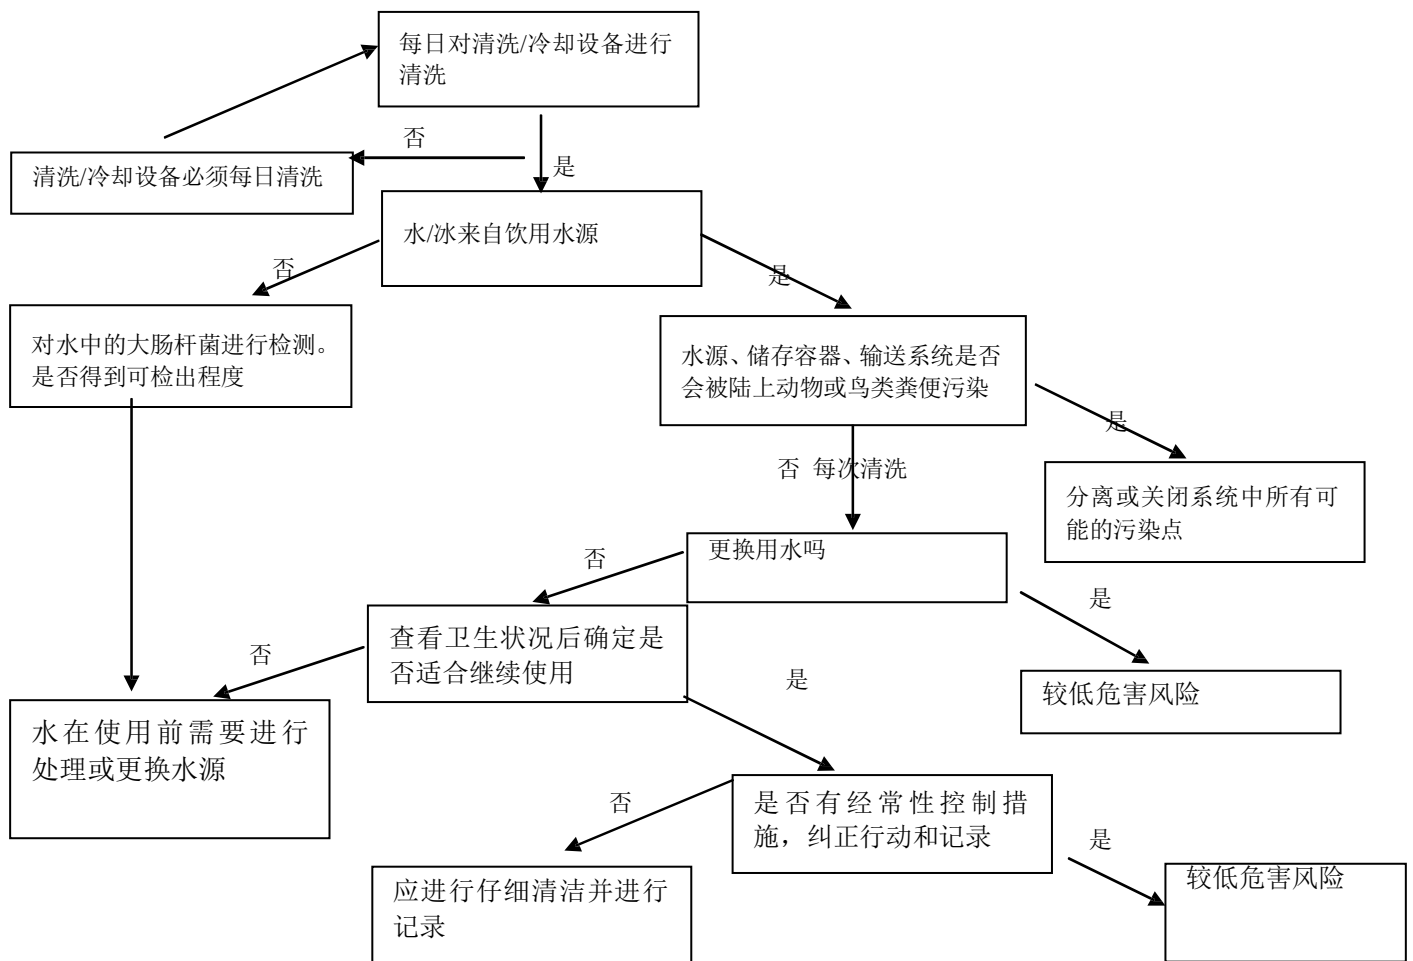 每日对清洗/冷却设备进行
清洗
否
是
清洗/冷却设备必须每日清洗
水/冰来自饮用水源
否
是
对水中的大肠杆菌进行检测。
是否得到可检出程度
水源、储存容器、输送系统是否
会被陆上动物或鸟类粪便污染
是
否 每次清洗
分离或关闭系统中所有可
能的污染点
更换用水吗
否
是
查看卫生状况后确定是
否适合继续使用
否
是
较低危害风险
水在使用前需要进行
处理或更换水源
是否有经常性控制措
施，纠正行动和记录
否
是
应进行仔细清洁并进行
记录
较低危害风险